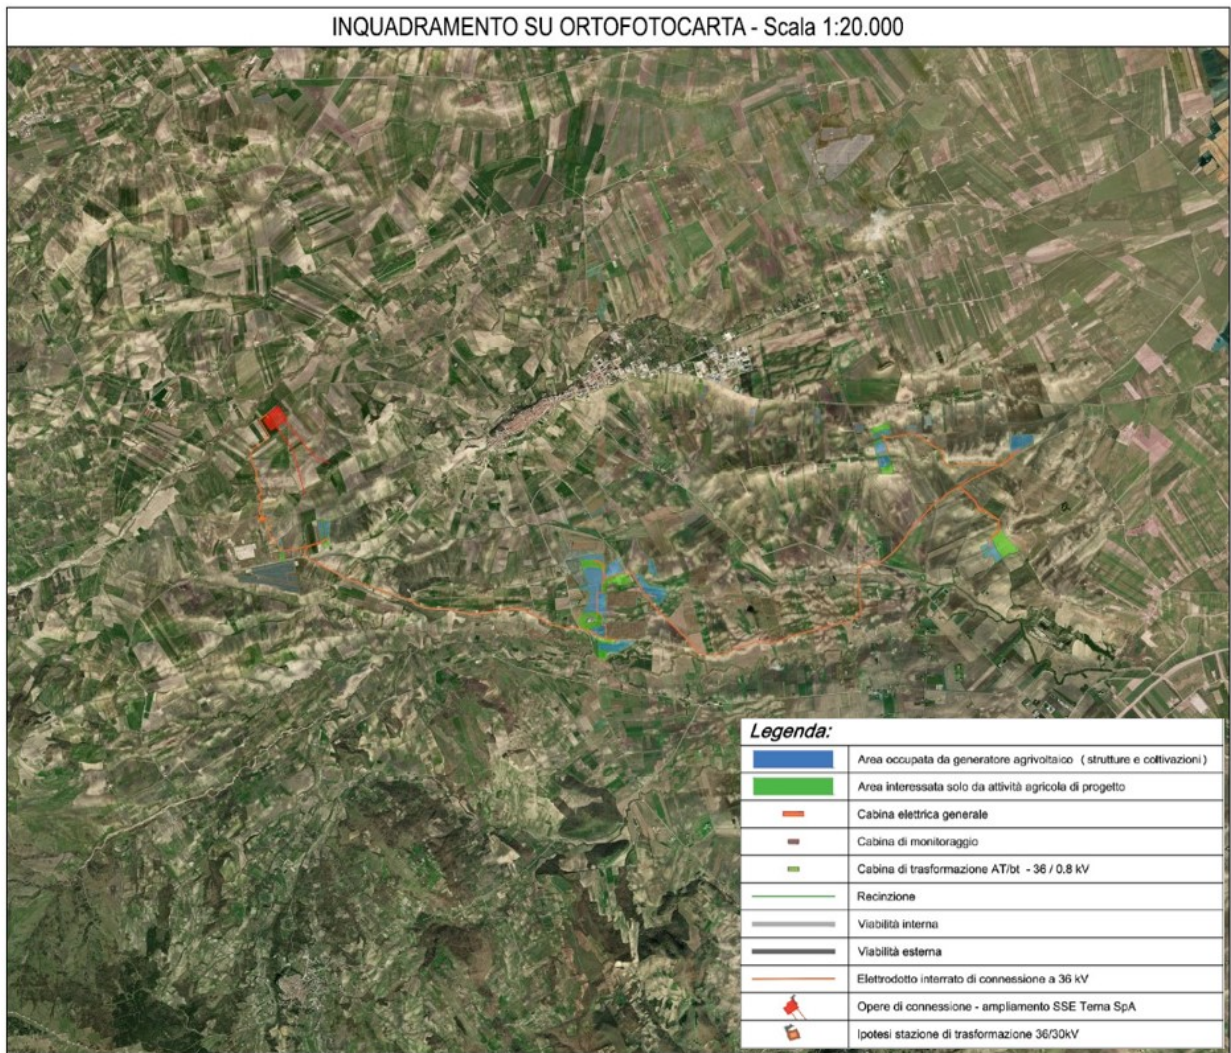 INQUADRAMENTO SU ORTOFOTOCARTA - Scala 1:20.000
Legenda:
Area occupata da generatore agrivoltaico ( strutture e coltivazioni )
Area interessata solo da attività agricola di progetto
Cabina elettrica generale
Cabina di monitoraggio
Cabina di trasformazione AT/bt - 36 / 0.8 kV
Recinzione
Viabilità interna
Viabilità esterna
Elettrodotto interrato di connessione a 36 kV
Opere di connessione - ampliamento SSE Terna SpA
Ipotesi stazione di trasformazione 36/30kV